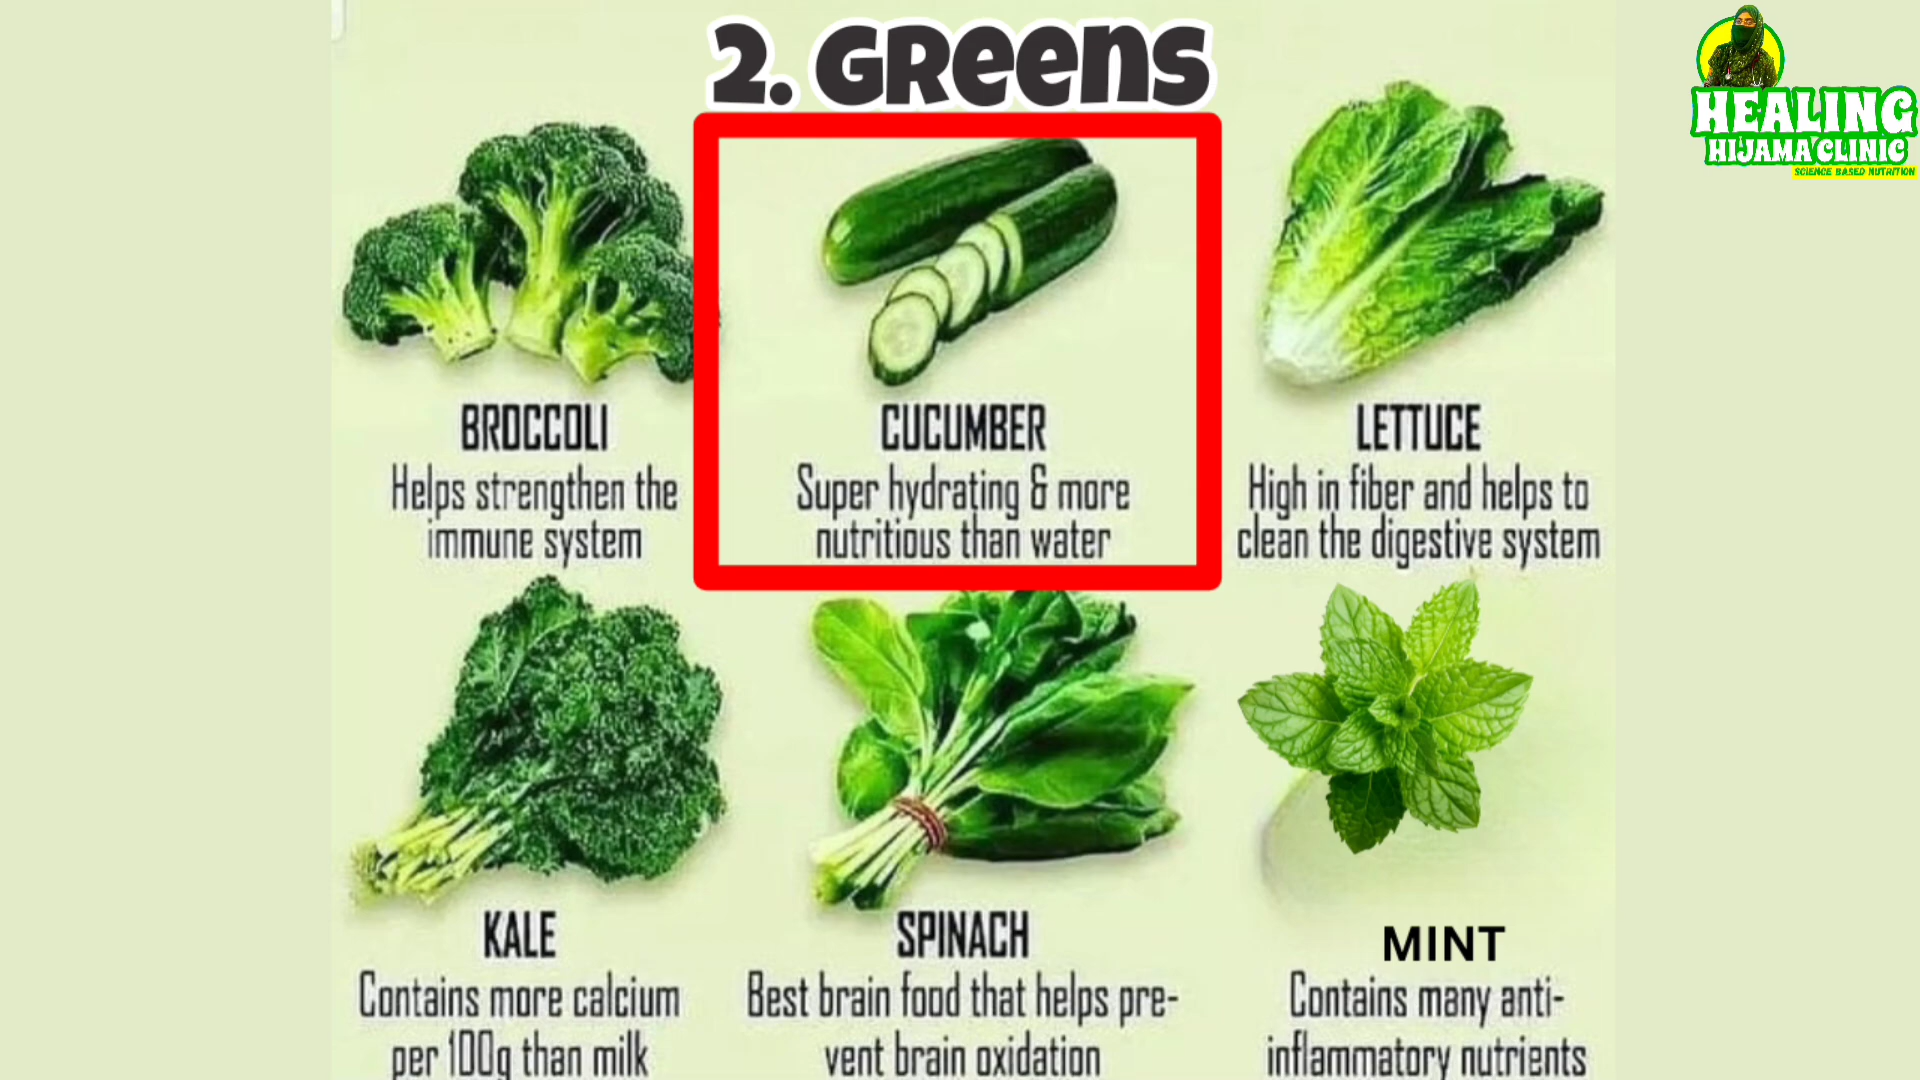 2. GREENS
HEALING
HIJAMA CLINIC
SCIENCE BASED NUTRITION
BROCCOLI
Helps strengthen the
immune system
CUCUMBER
Super hydrating & more
nutritious than water
LETTUCE
High in fiber and helps to
clean the digestive system
KALE
Contains more calcium
per 100g than milk
SPINACH
Best brain food that helps pre-
vent brain oxidation
MINT
Contains many anti-
inflammatory nutrients